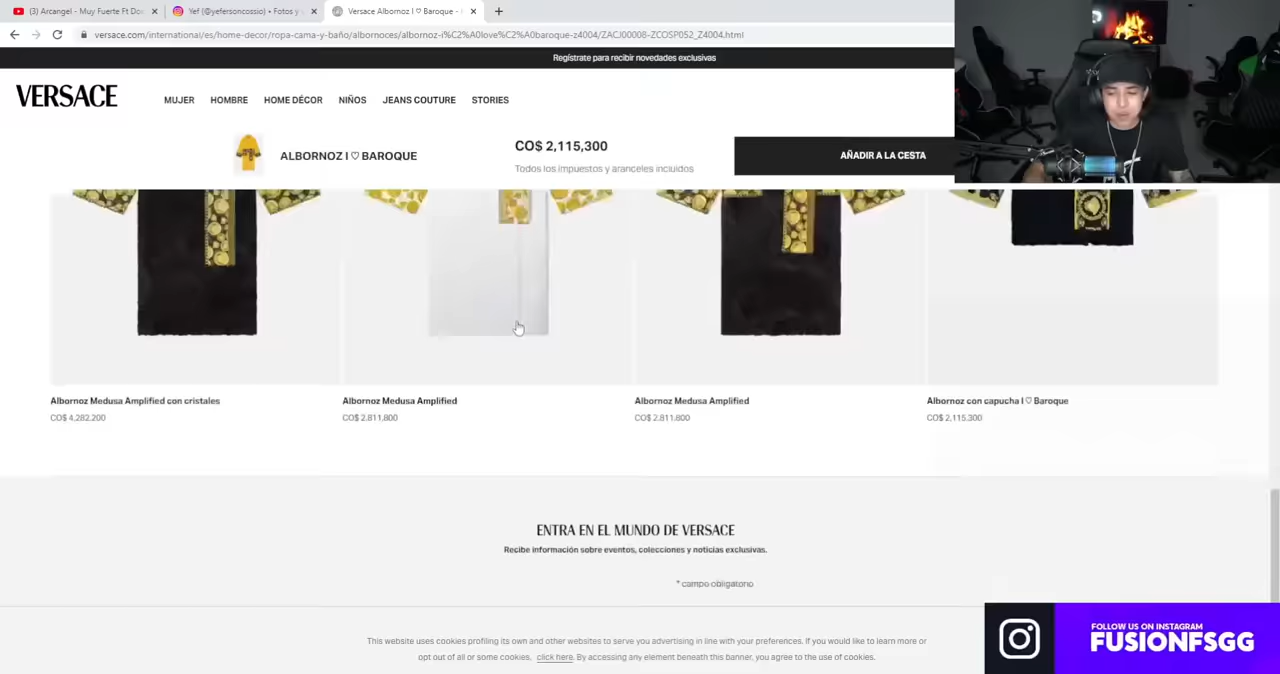 (3) Arcangel - Muy Fuerte Ft Do
Yef (@yefersoncossio) • Fotos y
Versace Albornoz I ♡ Baroque -
versace.com/international/es/home-decor/ropa-cama-y-baño/albornoces/albornoz-i%C2%A0love%C2%A0baroque-z4004/ZACJ00008-ZCOSP052_Z4004.html
Regístrate para recibir novedades exclusivas
VERSACE
MUJER HOMBRE HOME DÉCOR NIÑOS JEANS COUTURE STORIES
ALBORNOZ I ♡ BAROQUE
CO$ 2,115,300
Todos los impuestos y aranceles incluidos
AÑADIR A LA CESTA
Albornoz Medusa Amplified con cristales
CO$ 4.282.200
Albornoz Medusa Amplified
CO$ 2.811.800
Albornoz Medusa Amplified
CO$ 2.811.800
Albornoz con capucha I ♡ Baroque
CO$ 2,115,300
ENTRA EN EL MUNDO DE VERSACE
Recibe información sobre eventos, colecciones y noticias exclusivas.
* campo obligatorio
This website uses cookies profiling its own and other websites to serve you advertising in line with your preferences. If you would like to learn more or
opt out of all or some cookies, click here. By accessing any element beneath this banner, you agree to the use of cookies.
FOLLOW US ON INSTAGRAM
FUSIONFSGG